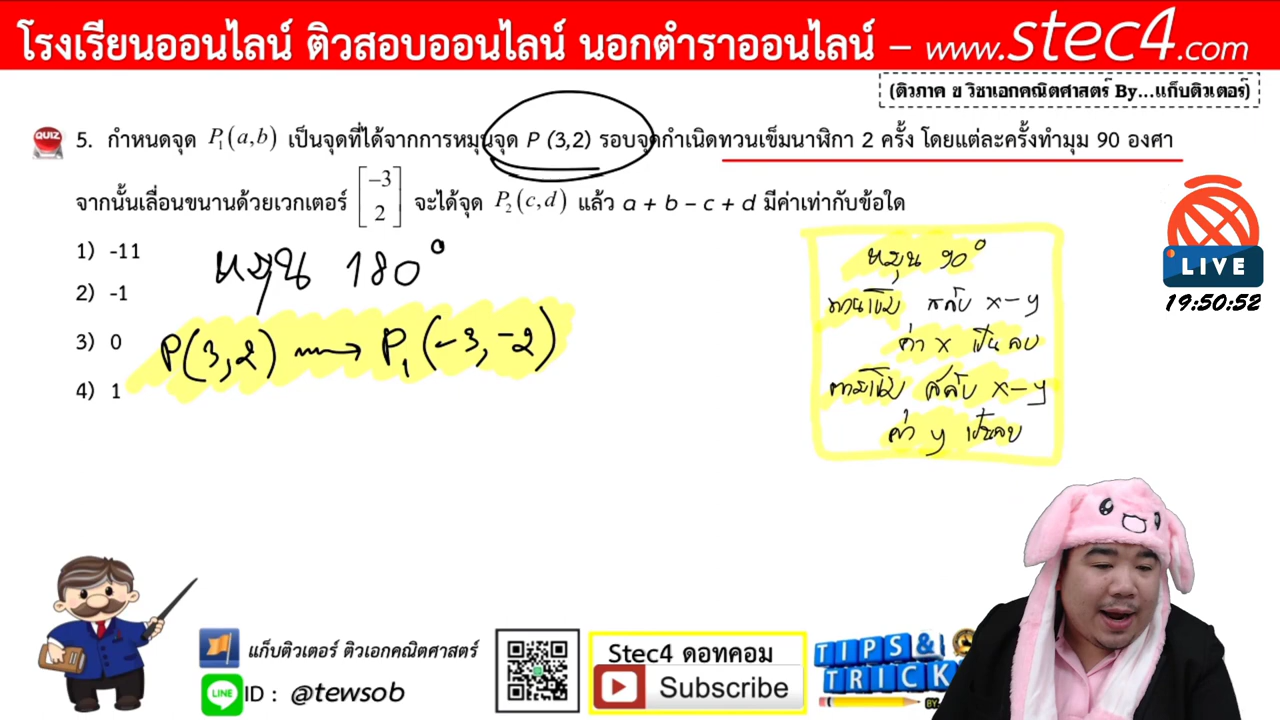 โรงเรียนออนไลน์ ติวสอบออนไลน์ นอกตำราออนไลน์ – www.stec4.com
(ติวภาค ข วิชาเอกคณิตศาสตร์ By...แก็บติวเตอร์)
QUIZ 5. กำหนดจุด P₁(a,b) เป็นจุดที่ได้จากการหมุนจุด P (3,2) รอบจุดกำเนิดทวนเข็มนาฬิกา 2 ครั้ง โดยแต่ละครั้งทำมุม 90 องศา
จากนั้นเลื่อนขนานด้วยเวกเตอร์ [-3 2] จะได้จุด P₂(c,d) แล้ว a + b – c + d มีค่าเท่ากับข้อใด
1) -11
2) -1
3) 0
4) 1
หมุน 180°
P(3,2) → P₁(-3,-2)
หมุน 90°
ทวนเข็ม สลับ x-y
ค่า x เป็นลบ
ตามเข็ม สลับ x-y
ค่า y เป็นลบ
LIVE
19:50:52
แก็บติวเตอร์ ติวเอกคณิตศาสตร์
LINE ID : @tewsob
Stec4 ดอทคอม
Subscribe
TIPS &
TRICK
BY